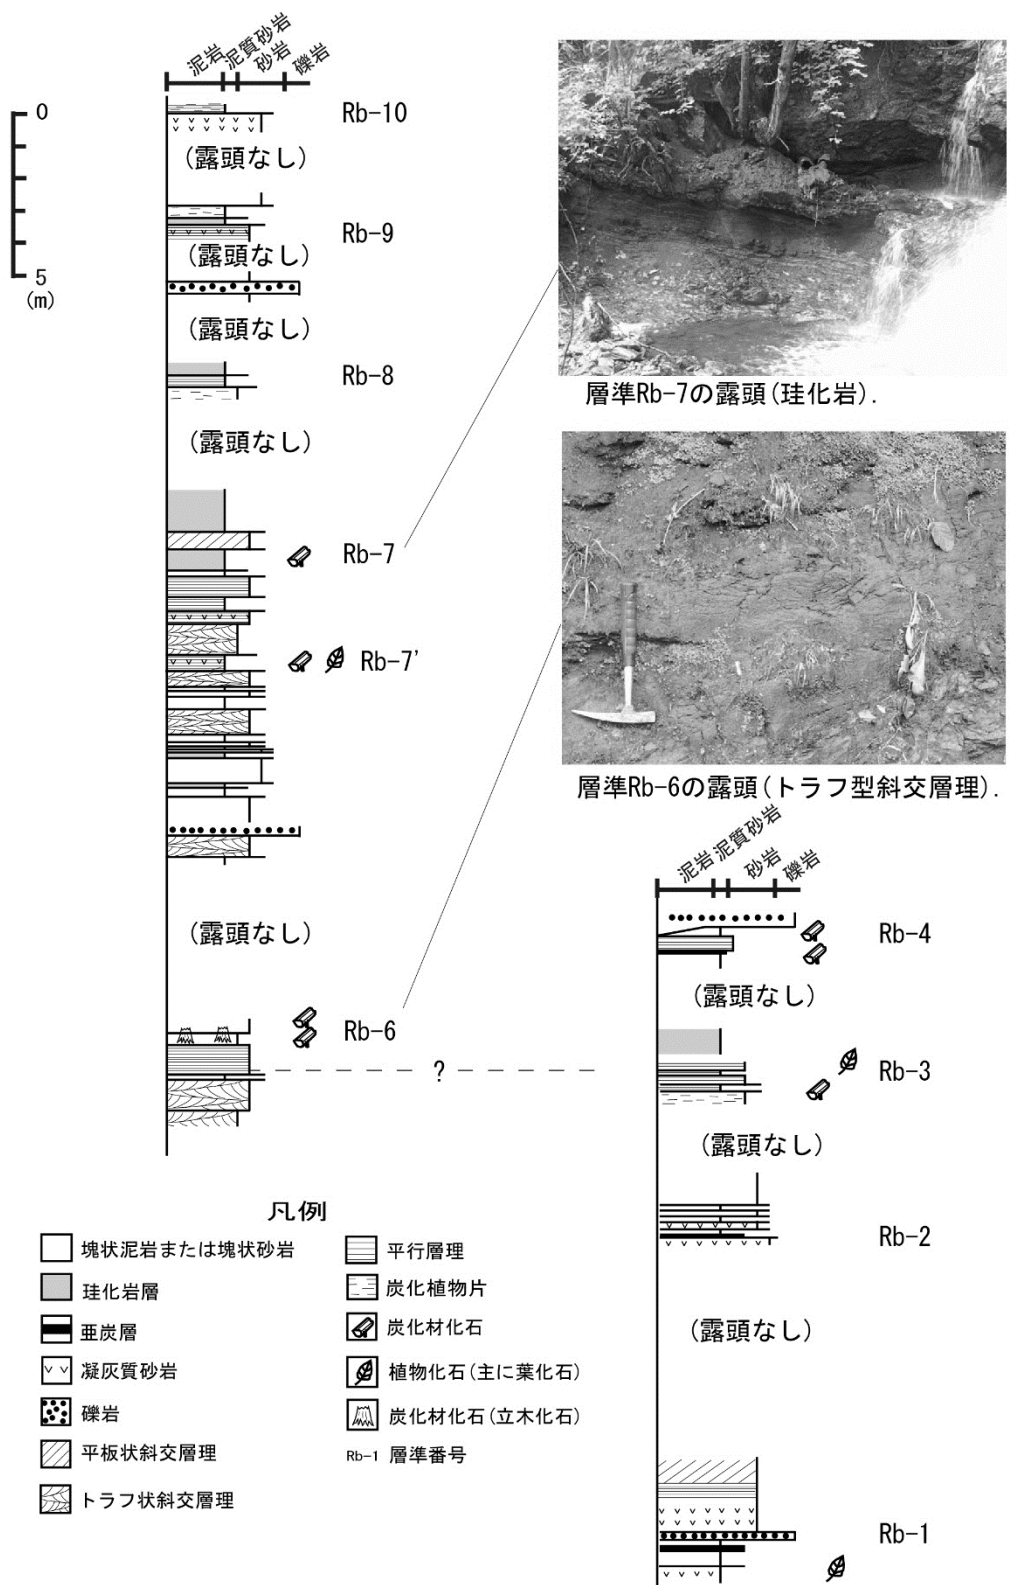 泥岩 泥質砂岩 砂岩 礫岩
0
5
(m)
Rb-10
(露頭なし)
Rb-9
(露頭なし)
(露頭なし)
Rb-8
(露頭なし)
Rb-7
Rb-7'
(露頭なし)
Rb-6
?
層準Rb-7の露頭(珪化岩).
層準Rb-6の露頭(トラフ型斜交層理).
泥岩 泥質砂岩 砂岩 礫岩
Rb-4
(露頭なし)
Rb-3
(露頭なし)
Rb-2
(露頭なし)
Rb-1
凡例
塊状泥岩または塊状砂岩
珪化岩層
亜炭層
凝灰質砂岩
礫岩
平板状斜交層理
トラフ状斜交層理
平行層理
炭化植物片
炭化材化石
植物化石(主に葉化石)
炭化材化石(立木化石)
Rb-1 層準番号